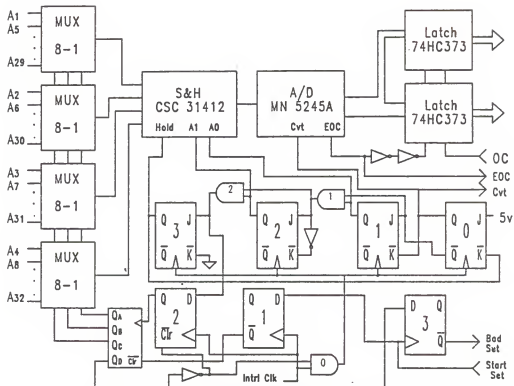 A1
A5
A29
MUX
8-1
A2
A6
A30
MUX
8-1
A3
A7
A31
MUX
8-1
A4
A8
A32
MUX
8-1
S&H
CSC 31412
Hold A1 A0
A/D
MN 5245A
Cvt EOC
Latch
74HC373
Latch
74HC373
OC
EOC
Cvt
2
1
Q J
3
Q K
Q J
2
Q K
Q J
1
Q K
Q J
0
Q K
5v
QA
QB
QC
QD Clr
Q D
2
Clr
Q D
1
0
Intrl Clk
D Q
3
Q
Bad
Set
Start
Set